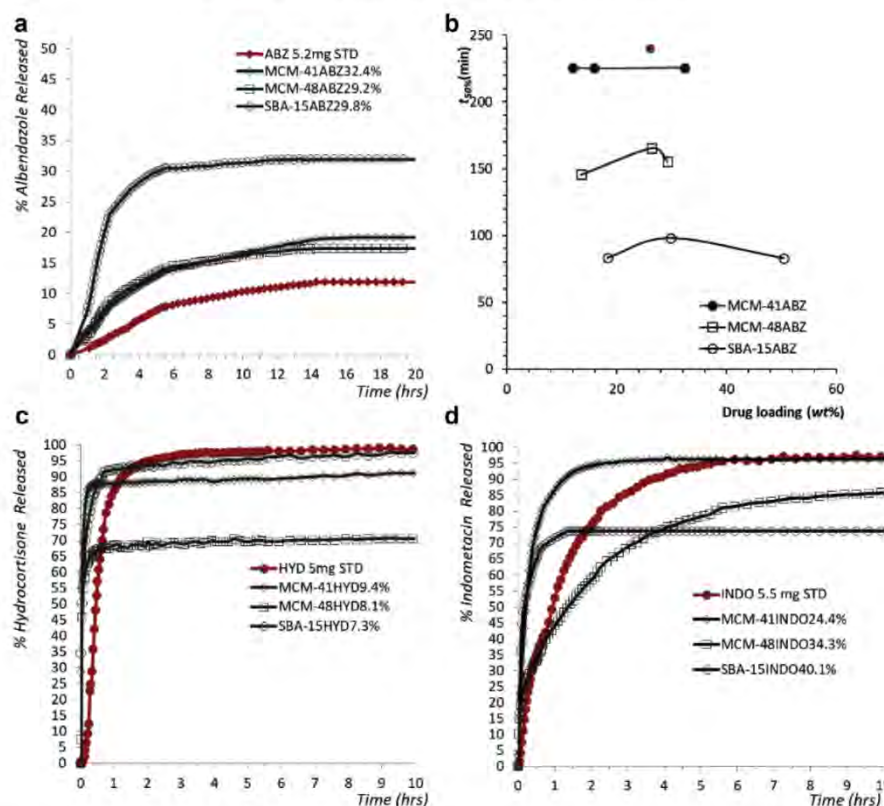 a
% Albendazole Released
50
45
40
35
30
25
20
15
10
5
0
ABZ 5.2mg STD
MCM-41ABZ32.4%
MCM-48ABZ29.2%
SBA-15ABZ29.8%
0 2 4 6 8 10 12 14 16 18 20
Time (hrs)
b
t50%(min)
250
200
150
100
50
0
MCM-41ABZ
MCM-48ABZ
SBA-15ABZ
0 20 40 60
Drug loading (wt%)
c
% Hydrocortisone Released
100
95
90
85
80
75
70
65
60
55
50
45
40
35
30
25
20
15
10
5
0
HYD 5mg STD
MCM-41HYD9.4%
MCM-48HYD8.1%
SBA-15HYD7.3%
0 1 2 3 4 5 6 7 8 9 10
Time (hrs)
d
% Indometacin Released
100
95
90
85
80
75
70
65
60
55
50
45
40
35
30
25
20
15
10
5
0
INDO 5.5 mg STD
MCM-41INDO24.4%
MCM-48INDO34.3%
SBA-15INDO40.1%
0 1 2 3 4 5 6 7 8 9
Time (hrs)